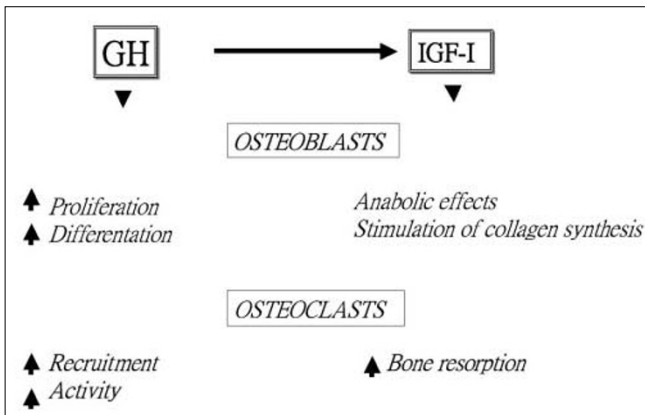 GH
IGF-I
OSTEOBLASTS
Proliferation
Anabolic effects
Differentation
Stimulation of collagen synthesis
OSTEOCLASTS
Recruitment
Bone resorption
Activity